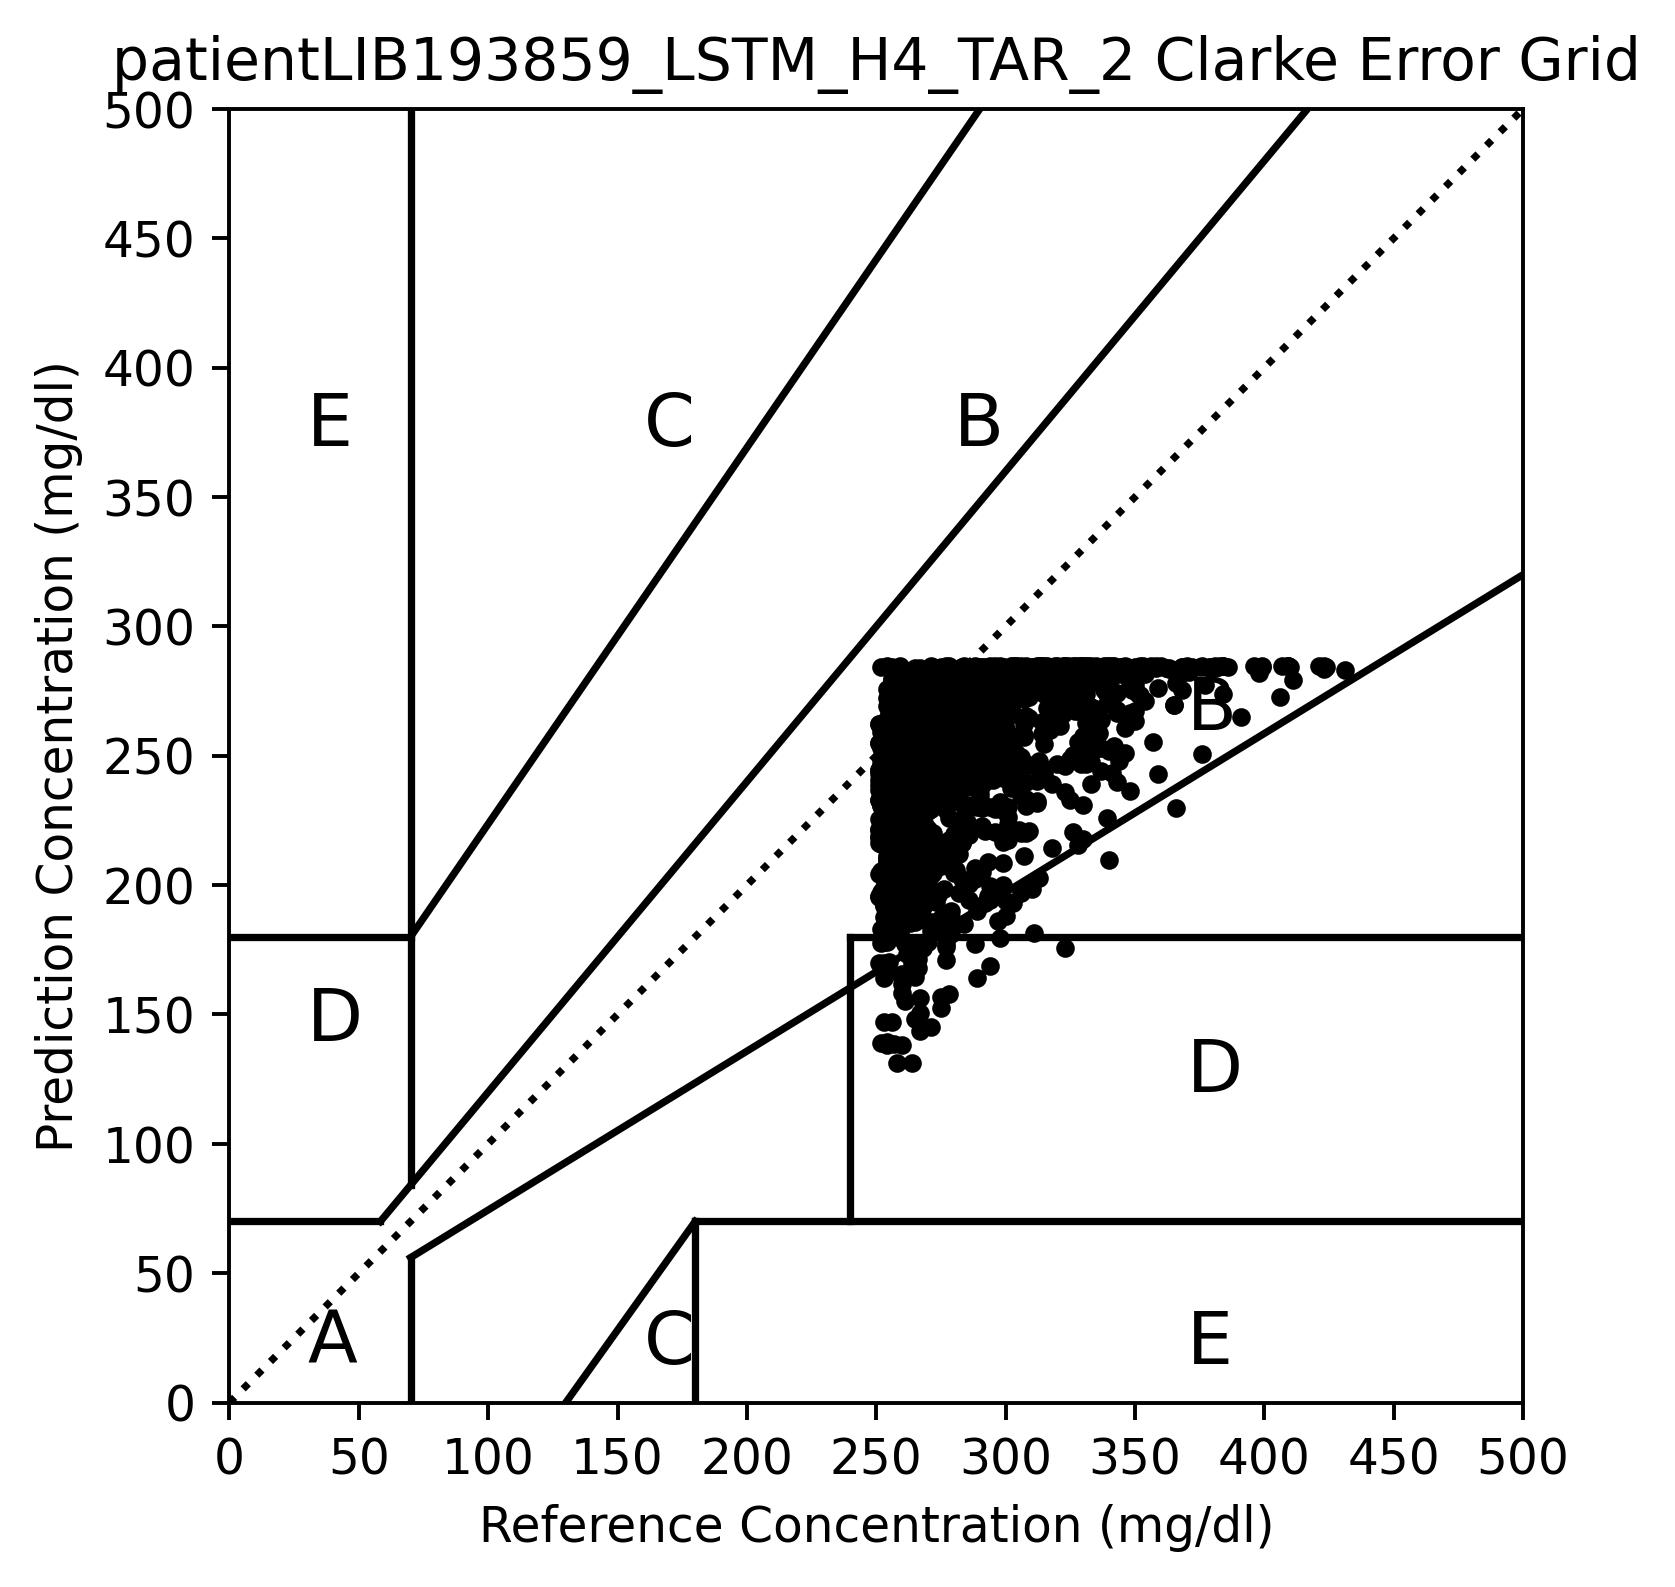 patientLIB193859_LSTM_H4_TAR_2 Clarke Error Grid
500
450
400
350
300
250
200
150
100
50
0
Prediction Concentration (mg/dl)
E
C
B
B
D
D
A
C
E
0 50 100 150 200 250 300 350 400 450 500
Reference Concentration (mg/dl)